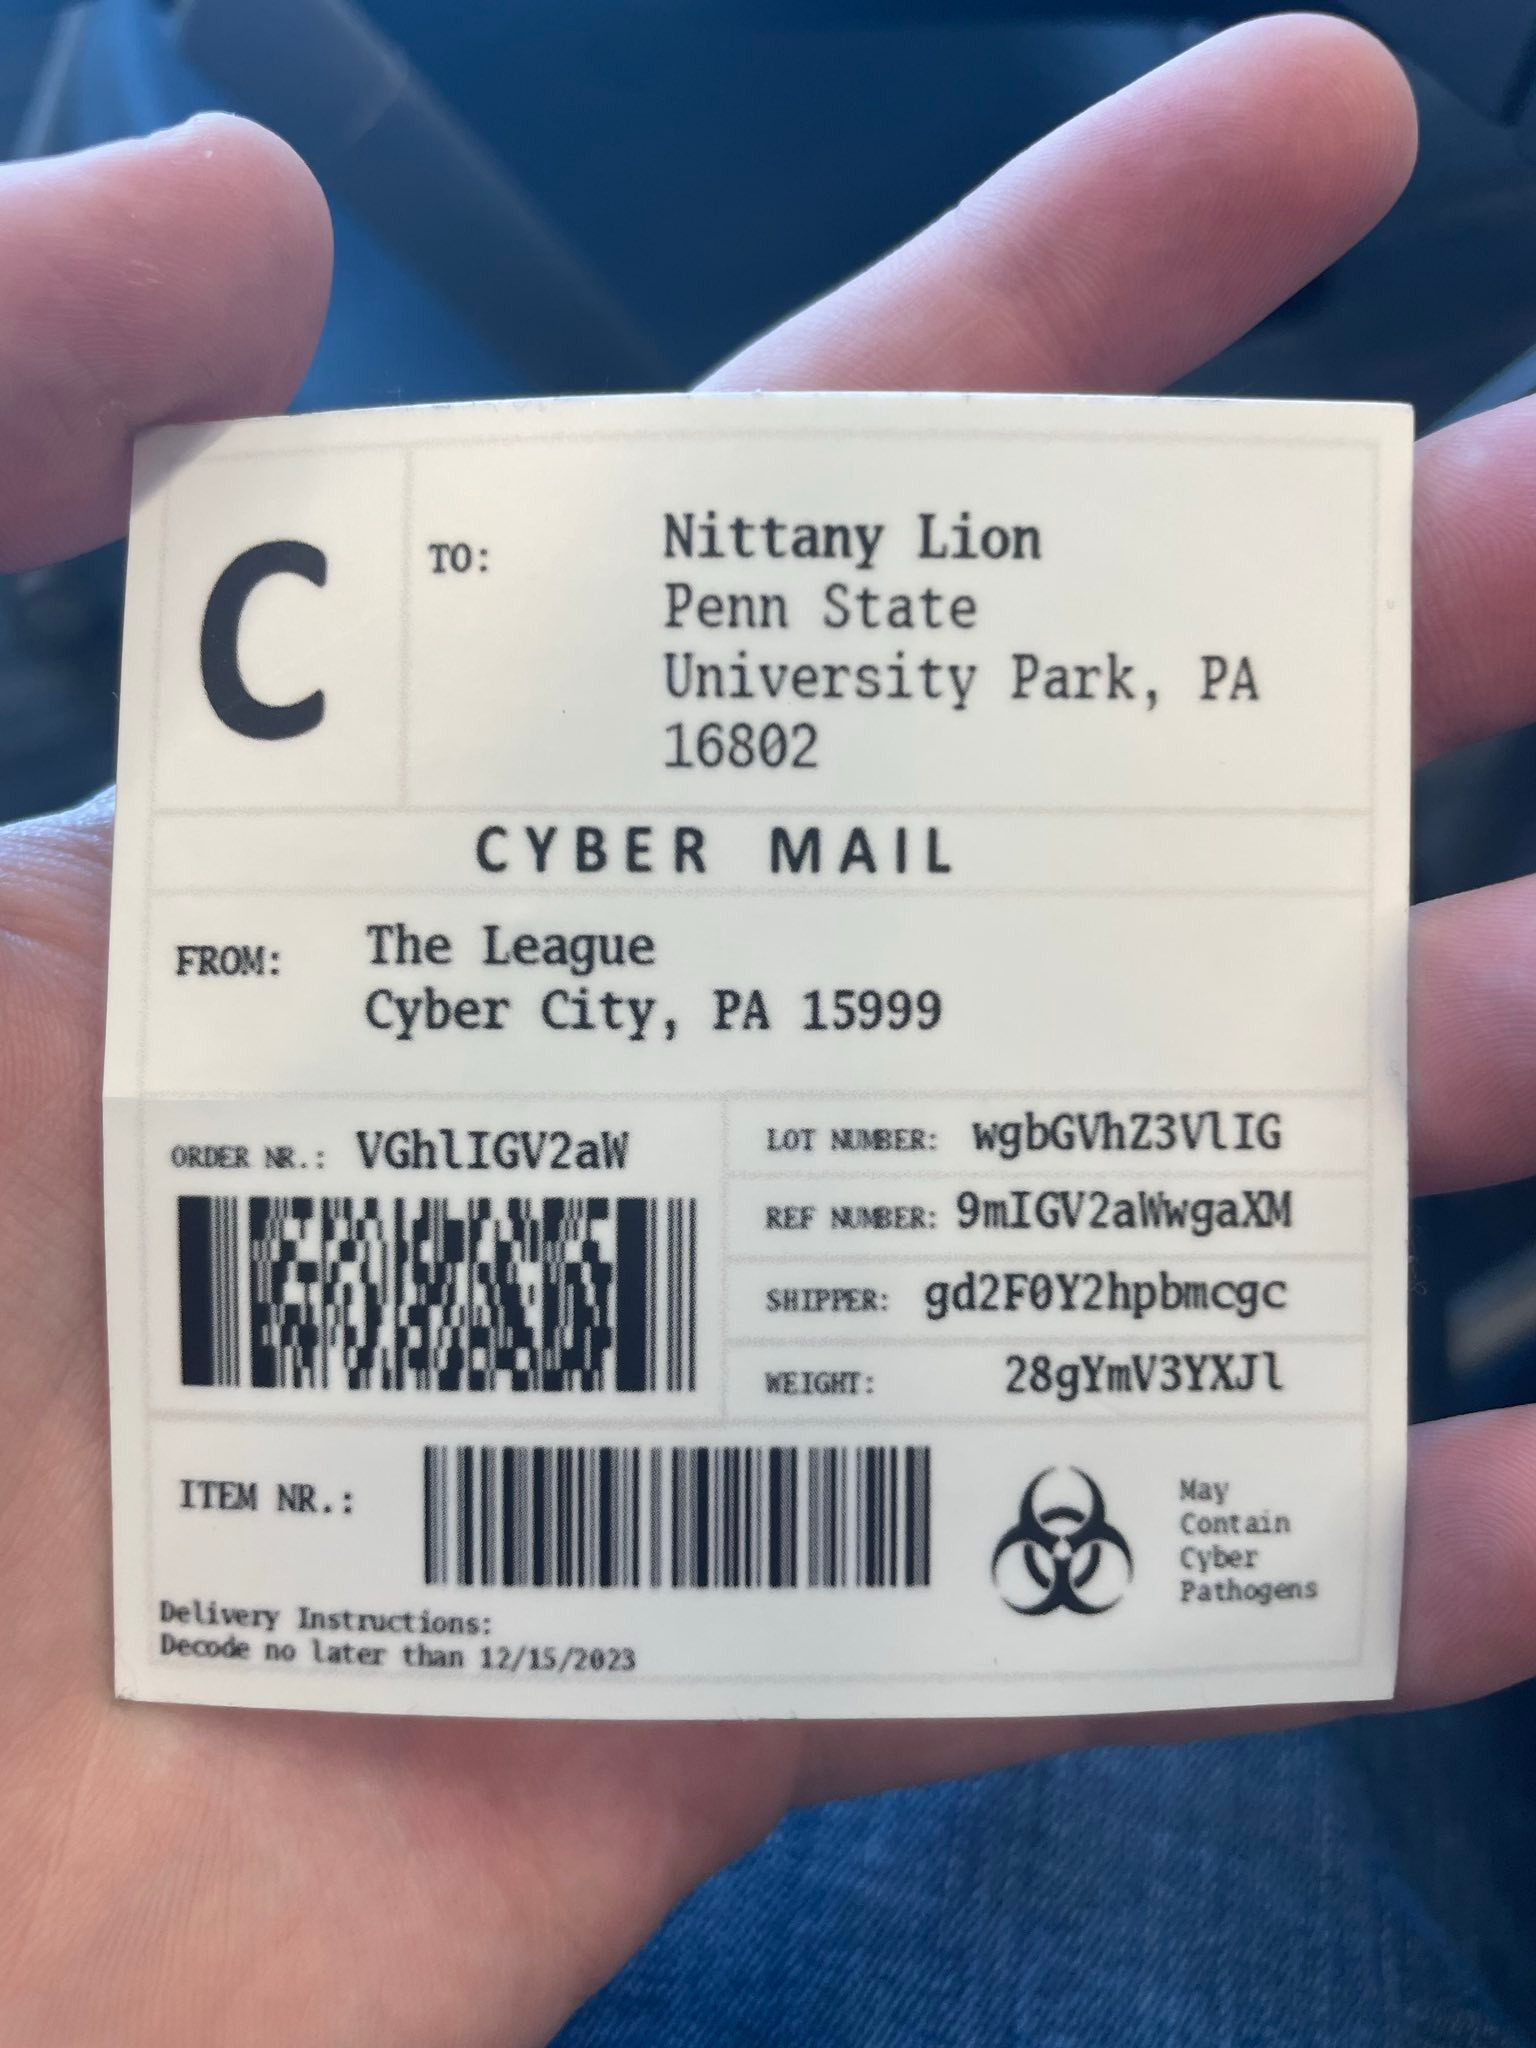 C
TO:
Nittany Lion
Penn State
University Park, PA
16802
CYBER MAIL
FROM:
The League
Cyber City, PA 15999
ORDER NR.: VGhlIGV2aW
LOT NUMBER: wgbGVhZ3VlIG
REF NUMBER: 9mIGV2aWwgaXM
SHIPPER: gd2F0Y2hpbmcgc
WEIGHT: 28gYmV3YXJl
ITEM NR.:
May
Contain
Cyber
Pathogens
Delivery Instructions:
Decode no later than 12/15/2023